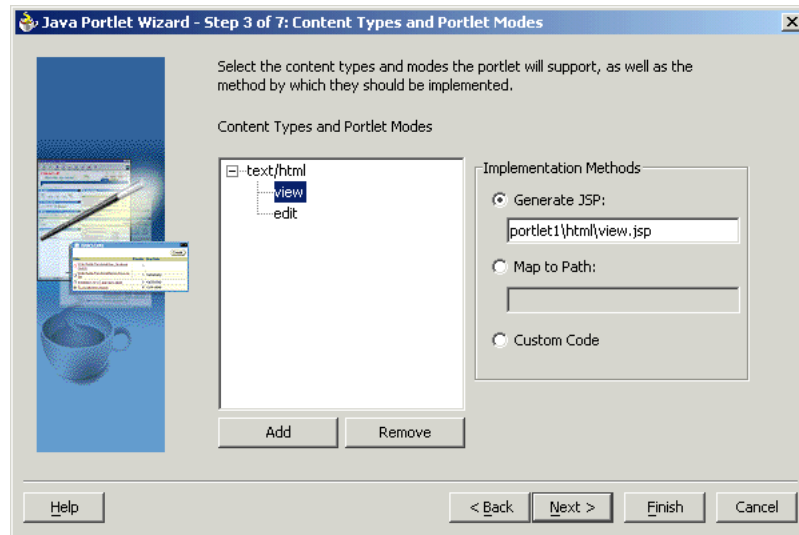 Java Portlet Wizard - Step 3 of 7: Content Types and Portlet Modes
Select the content types and modes the portlet will support, as well as the
method by which they should be implemented.
Content Types and Portlet Modes
text/html
view
edit
Add
Remove
Implementation Methods
Generate JSP:
portlet1\html\view.jsp
Map to Path:
Custom Code
Help
< Back
Next >
Finish
Cancel